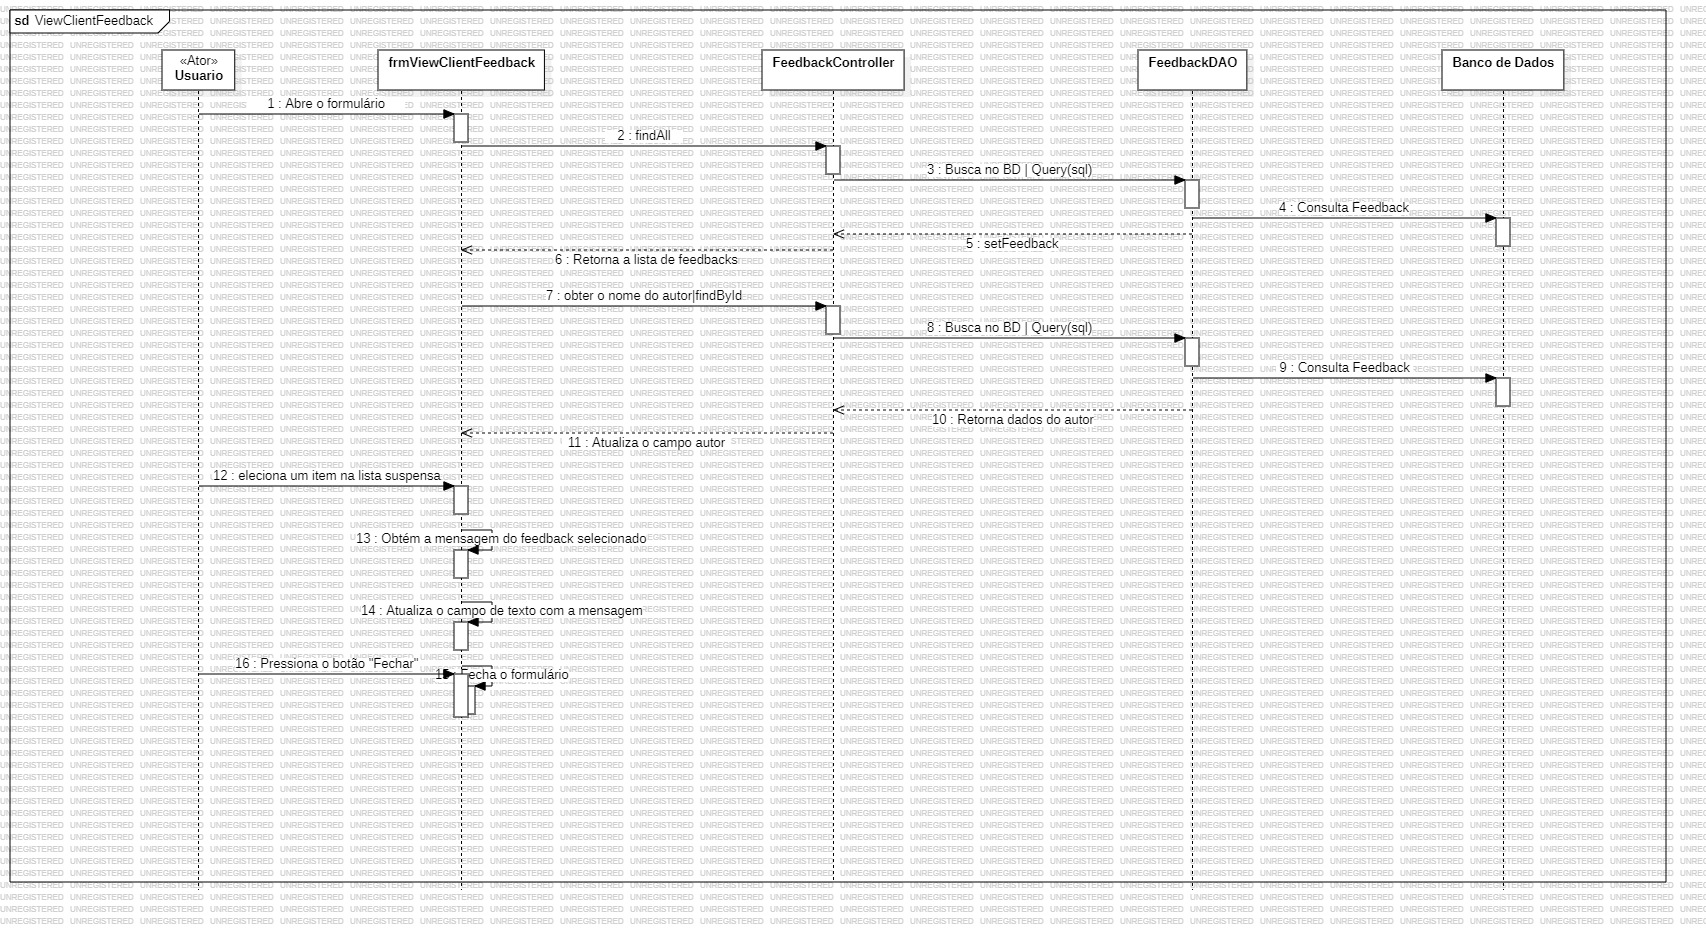 sd ViewClientFeedback
«Ator»
Usuario
frmViewClientFeedback
FeedbackController
FeedbackDAO
Banco de Dados
1 : Abre o formulário
2 : findAll
3 : Busca no BD | Query(sql)
4 : Consulta Feedback
5 : setFeedback
6 : Retorna a lista de feedbacks
7 : obter o nome do autor|findById
8 : Busca no BD | Query(sql)
9 : Consulta Feedback
10 : Retorna dados do autor
11 : Atualiza o campo autor
12 : eleciona um item na lista suspensa
13 : Obtém a mensagem do feedback selecionado
14 : Atualiza o campo de texto com a mensagem
16 : Pressiona o botão "Fechar"
15 : Fecha o formulário
UNREGISTERED